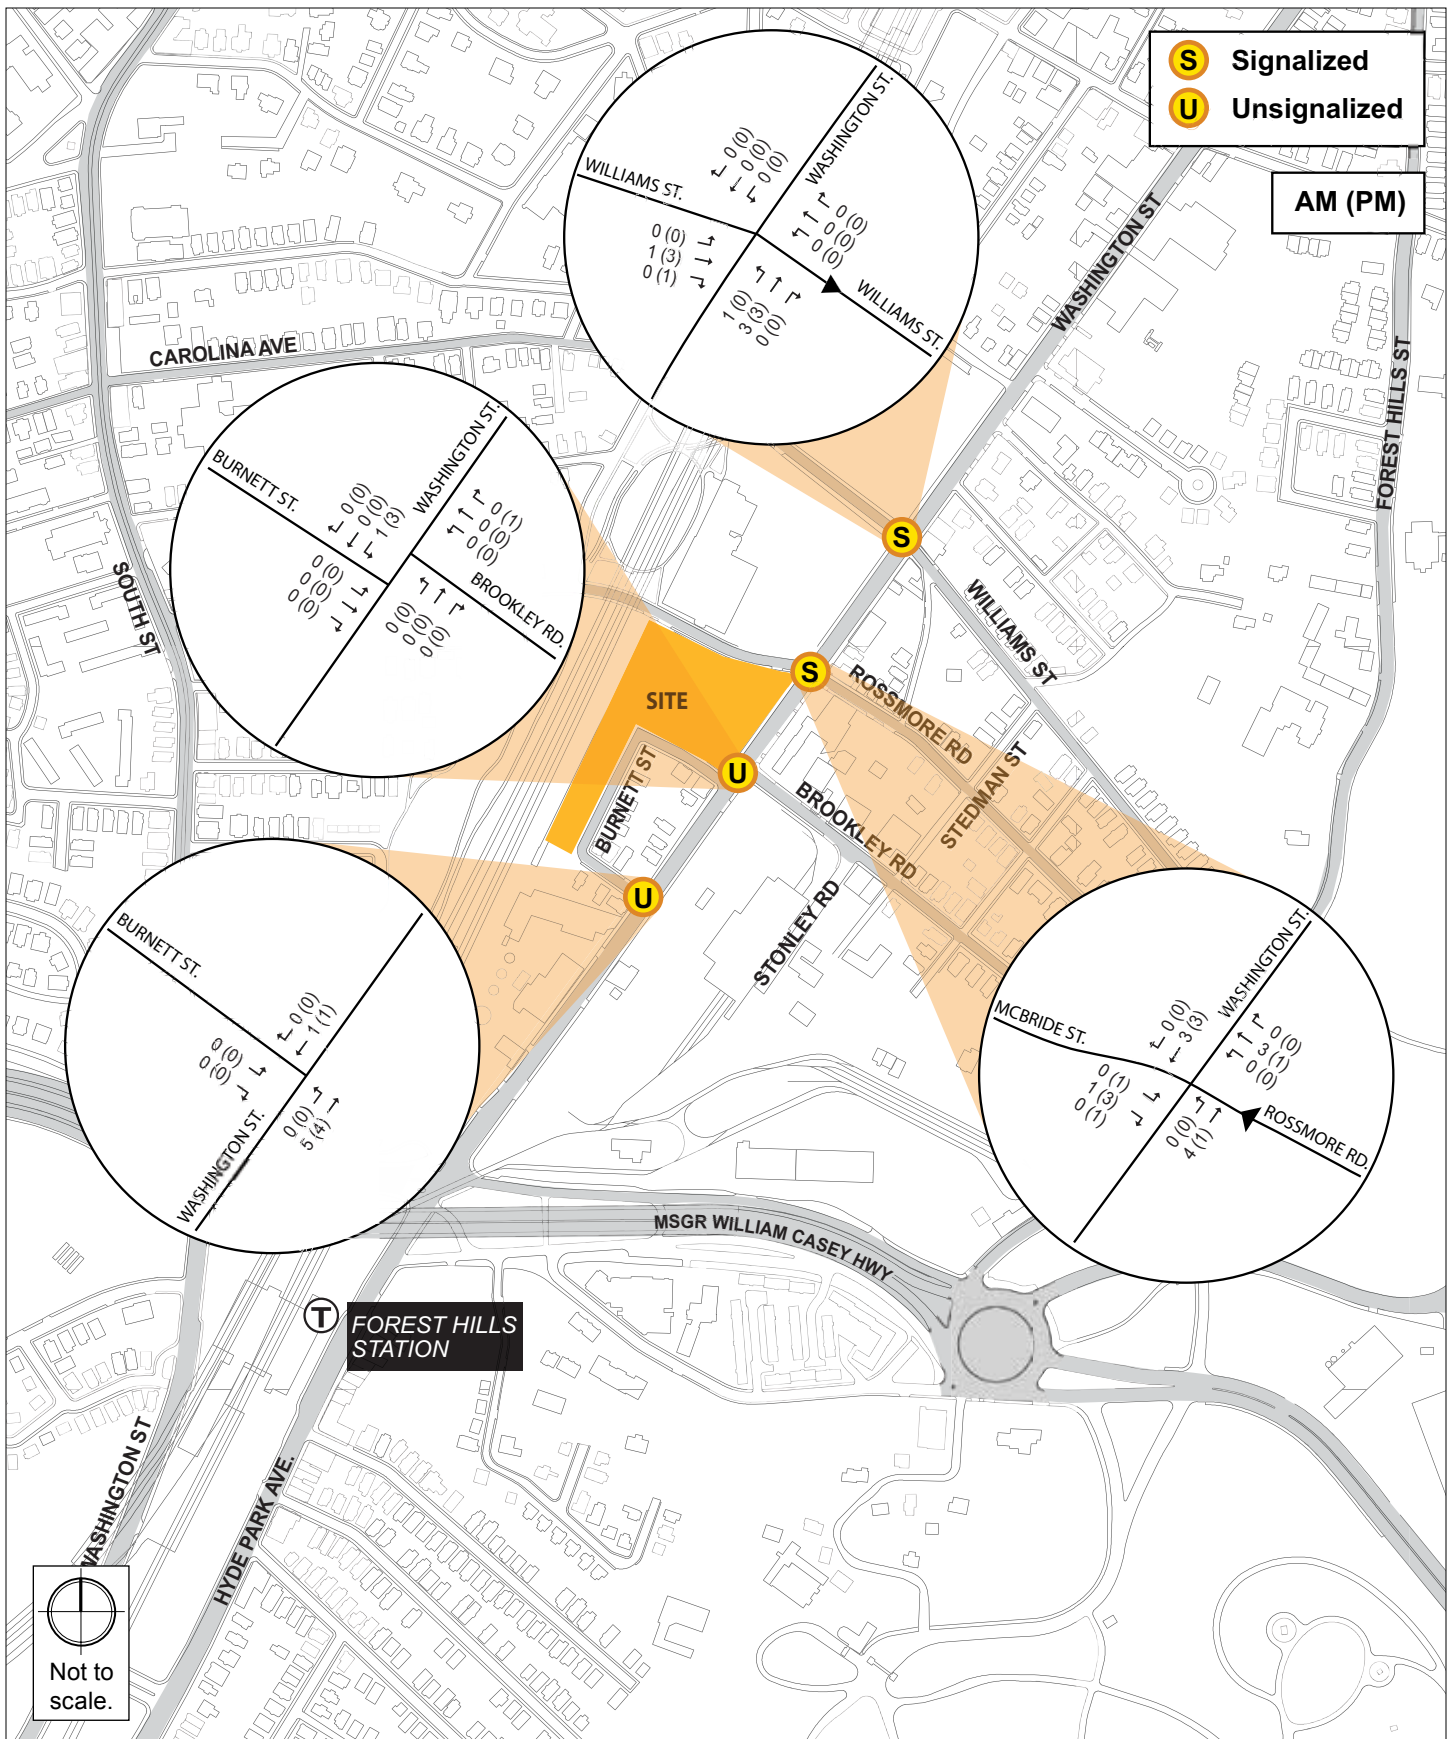 S Signalized
U Unsignalized
AM (PM)
WASHINGTON ST.
WILLIAMS ST.
0 (0)
0 (0)
0 (0)
0 (0)
0 (0)
0 (0)
0 (0)
1 (3)
0 (1)
1 (0)
3 (3)
0 (0)
WILLIAMS ST.
WASHINGTON ST
FOREST HILLS ST
CAROLINA AVE
SOUTH ST
WASHINGTON ST.
BURNETT ST.
0 (0)
0 (0)
1 (3)
0 (1)
0 (0)
0 (0)
0 (0)
0 (0)
0 (0)
0 (0)
0 (0)
0 (0)
BROOKLEY RD.
S
S
U
U
SITE
WILLIAMS ST
ROSSMORE RD
STEDMAN ST
BURNETT ST
BROOKLEY RD
STONLEY RD
BURNETT ST.
0 (0)
1 (1)
0 (0)
0 (0)
0 (0)
5 (4)
WASHINGTON ST.
WASHINGTON ST.
MCBRIDE ST.
0 (0)
3 (3)
0 (0)
3 (1)
0 (0)
0 (1)
1 (3)
0 (1)
0 (0)
4 (1)
ROSSMORE RD.
MSGR WILLIAM CASEY HWY
T
FOREST HILLS
STATION
WASHINGTON ST
HYDE PARK AVE.
Not to
scale.